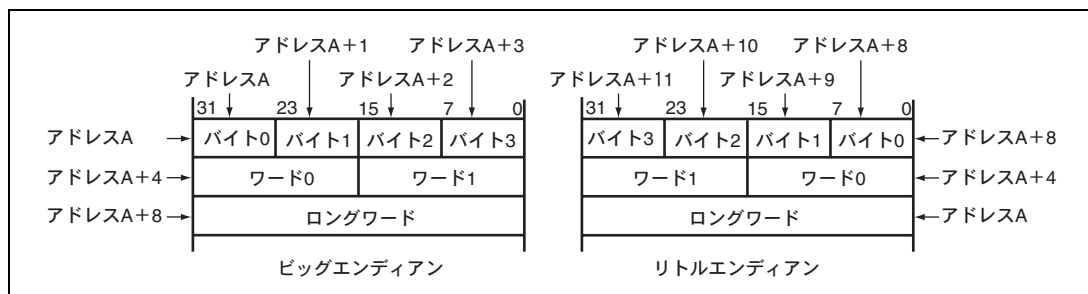 アドレスA+1 アドレスA+3 アドレスA+10 アドレスA+8
アドレスA アドレスA+2 アドレスA+11 アドレスA+9
31 23 15 7 0 31 23 15 7 0
アドレスA バイト0 バイト1 バイト2 バイト3 バイト3 バイト2 バイト1 バイト0 アドレスA+8
アドレスA+4 ワード0 ワード1 ワード1 ワード0 アドレスA+4
アドレスA+8 ロングワード ロングワード アドレスA
ビッグエンディアン リトルエンディアン